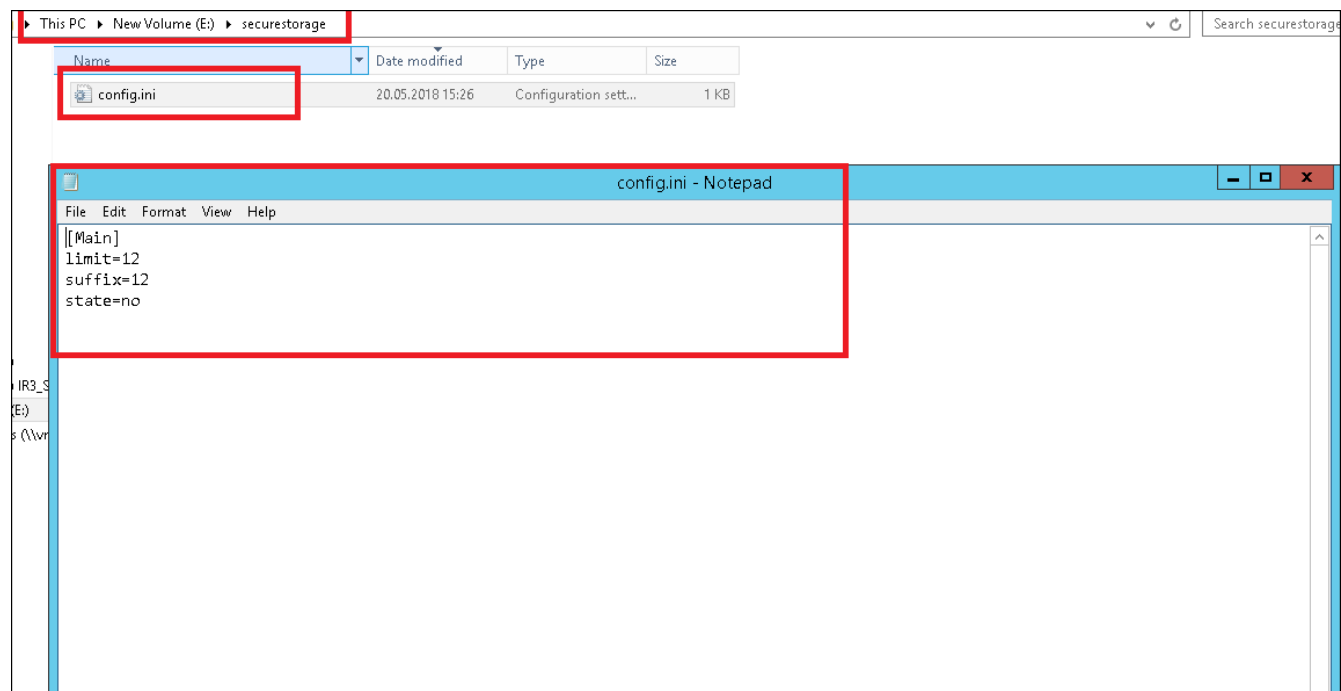 This PC New Volume (E:) securestorage Search securestorage
Name Date modified Type Size
config.ini 20.05.2018 15:26 Configuration sett... 1 KB
config.ini - Notepad
File Edit Format View Help
[Main]
limit=12
suffix=12
state=no
IR3_S
(E:)
s (\\vr